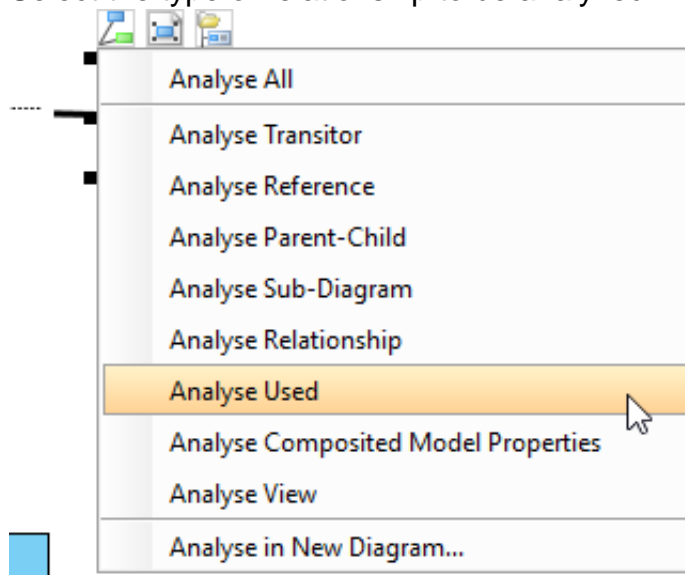 Analyse All
Analyse Transitor
Analyse Reference
Analyse Parent-Child
Analyse Sub-Diagram
Analyse Relationship
Analyse Used
Analyse Composited Model Properties
Analyse View
Analyse in New Diagram...